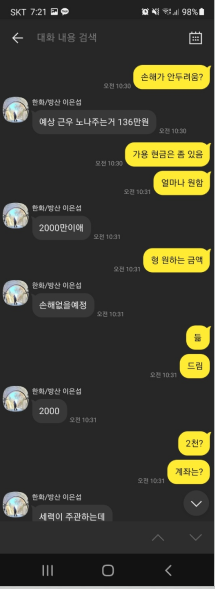 SKT 7:21
98%
대화 내용 검색
손해가 안두려움?
오전 10:30
한화/방산 이은섭
예상 근우 노나주는거 136만원
오전 10:30
가용 현금은 좀 있음
오전 10:30
얼마나 원함
오전 10:31
한화/방산 이은섭
2000만이애
오전 10:31
형 원하는 금액
오전 10:31
한화/방산 이은섭
손해없을예정
오전 10:31
듦
드림
오전 10:31
한화/방산 이은섭
2000
오전 10:31
2천?
계좌는?
오전 10:31
한화/방산 이은섭
세력이 주관하는데